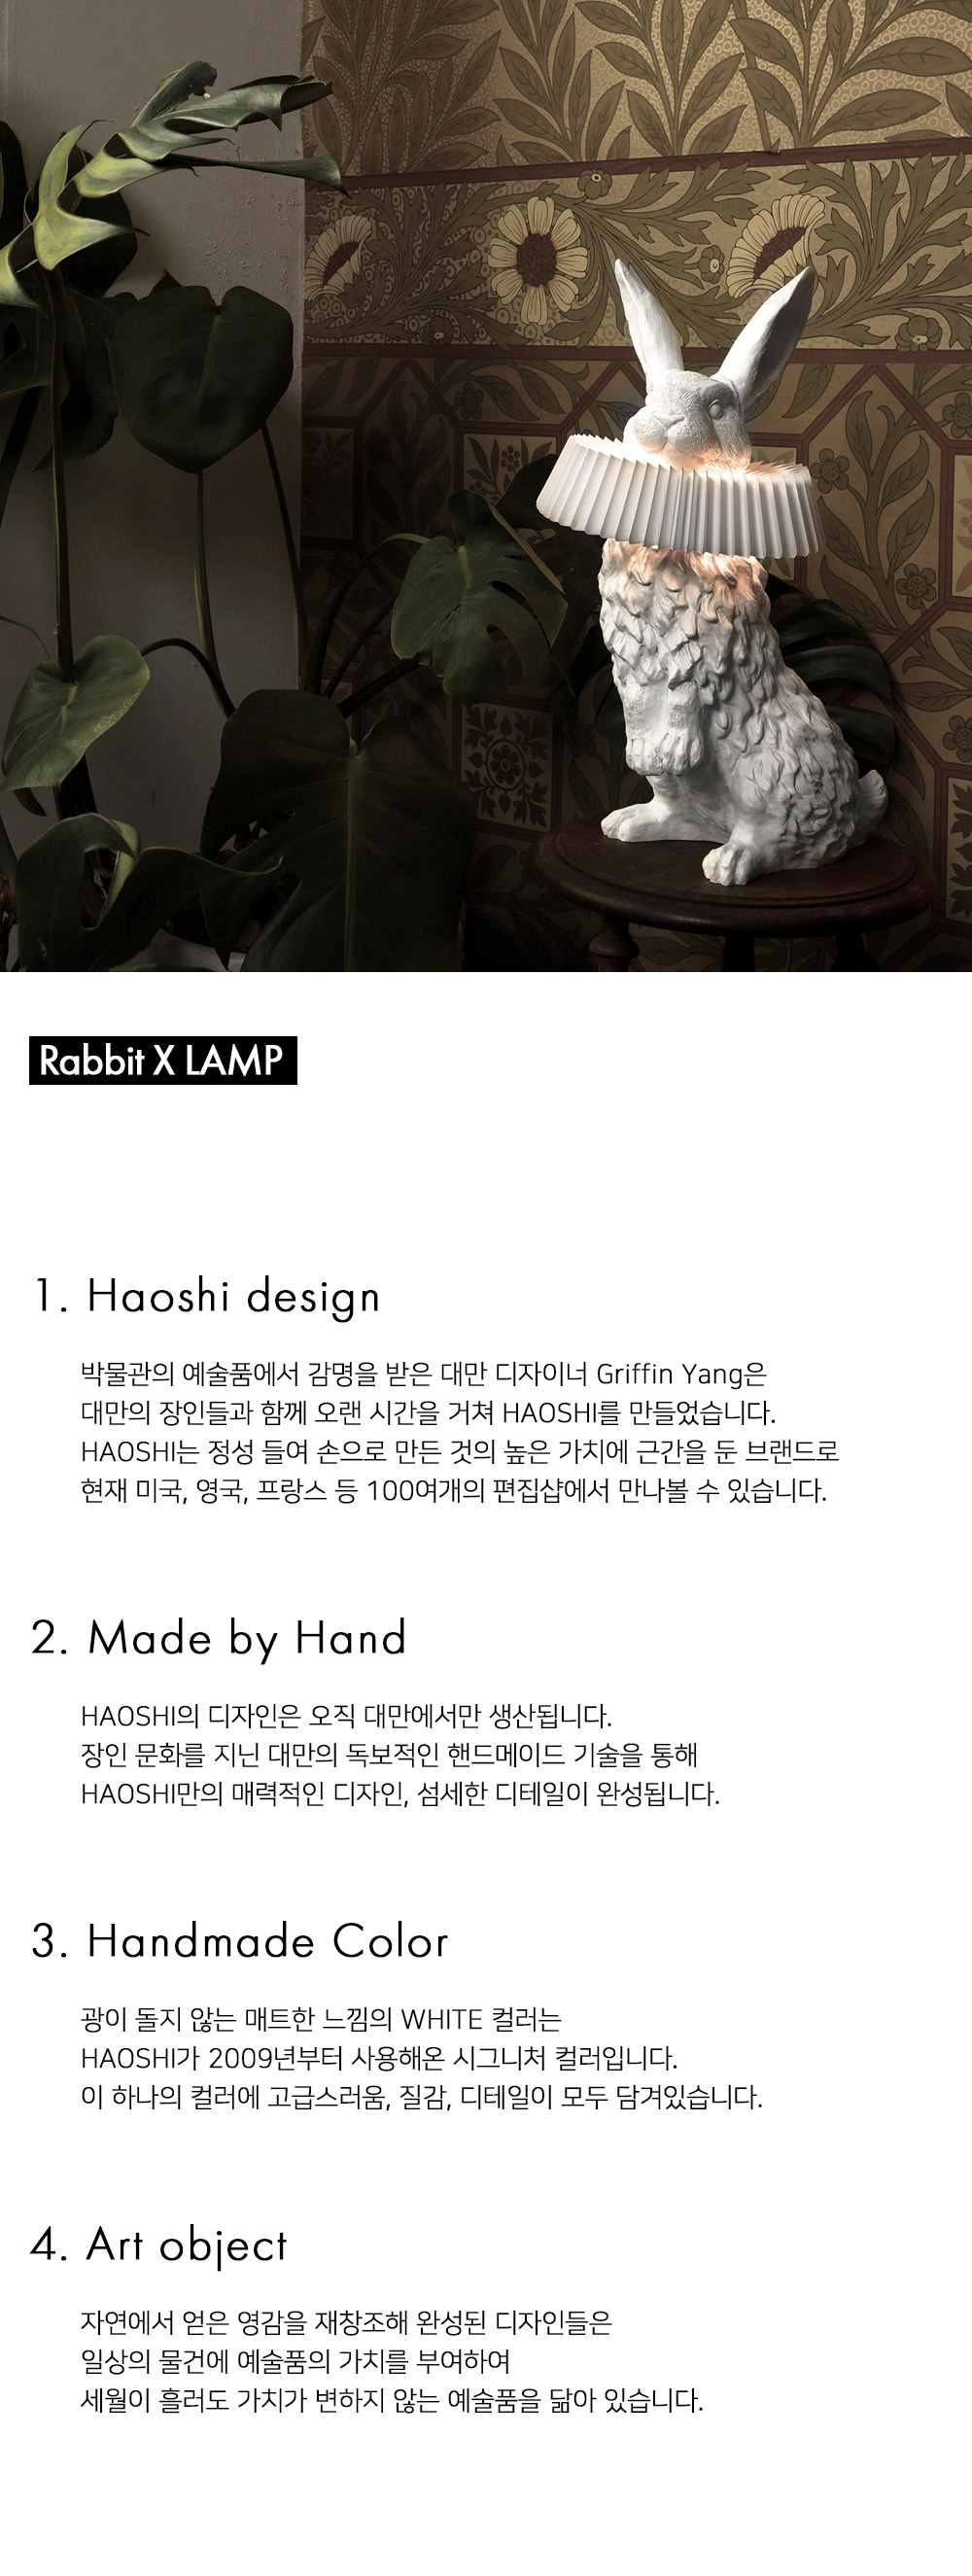 Rabbit X LAMP
1. Haoshi design
박물관의 예술품에서 감명을 받은 대만 디자이너 Griffin Yang은
대만의 장인들과 함께 오랜 시간을 거쳐 HAOSHI를 만들었습니다.
HAOSHI는 정성 들여 손으로 만든 것의 높은 가치에 근간을 둔 브랜드로
현재 미국, 영국, 프랑스 등 100여개의 편집샵에서 만나볼 수 있습니다.
2. Made by Hand
HAOSHI의 디자인은 오직 대만에서만 생산됩니다.
장인 문화를 지닌 대만의 독보적인 핸드메이드 기술을 통해
HAOSHI만의 매력적인 디자인, 섬세한 디테일이 완성됩니다.
3. Handmade Color
광이 돌지 않는 매트한 느낌의 WHITE 컬러는
HAOSHI가 2009년부터 사용해온 시그니처 컬러입니다.
이 하나의 컬러에 고급스러움, 질감, 디테일이 모두 담겨있습니다.
4. Art object
자연에서 얻은 영감을 재창조해 완성된 디자인들은
일상의 물건에 예술품의 가치를 부여하여
세월이 흘러도 가치가 변하지 않는 예술품을 닮아 있습니다.